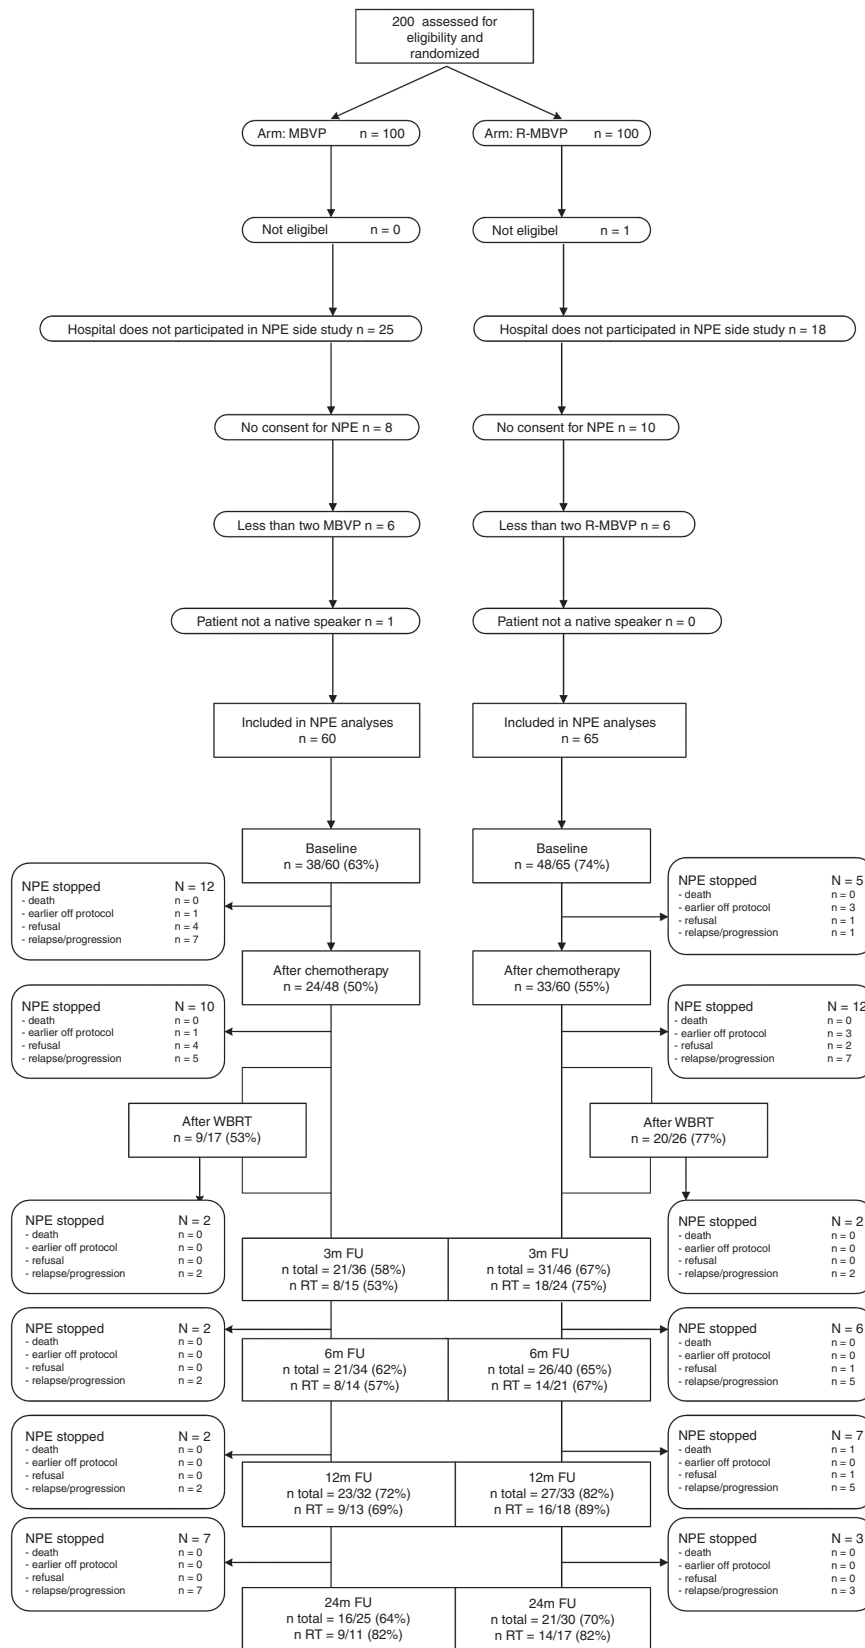 200 assessed for
eligibility and
randomized
Arm: MBVP n = 100
Arm: R-MBVP n = 100
Not eligibel n = 0
Not eligibel n = 1
Hospital does not participated in NPE side study n = 25
Hospital does not participated in NPE side study n = 18
No consent for NPE n = 8
No consent for NPE n = 10
Less than two MBVP n = 6
Less than two R-MBVP n = 6
Patient not a native speaker n = 1
Patient not a native speaker n = 0
Included in NPE analyses
n = 60
Included in NPE analyses
n = 65
Baseline
n = 38/60 (63%)
Baseline
n = 48/65 (74%)
NPE stopped N = 12
- death n = 0
- earlier off protocol n = 1
- refusal n = 4
- relapse/progression n = 7
NPE stopped N = 5
- death n = 0
- earlier off protocol n = 3
- refusal n = 1
- relapse/progression n = 1
After chemotherapy
n = 24/48 (50%)
After chemotherapy
n = 33/60 (55%)
NPE stopped N = 10
- death n = 0
- earlier off protocol n = 1
- refusal n = 4
- relapse/progression n = 5
NPE stopped N = 12
- death n = 0
- earlier off protocol n = 3
- refusal n = 2
- relapse/progression n = 7
After WBRT
n = 9/17 (53%)
After WBRT
n = 20/26 (77%)
NPE stopped N = 2
- death n = 0
- earlier off protocol n = 0
- refusal n = 0
- relapse/progression n = 2
NPE stopped N = 2
- death n = 0
- earlier off protocol n = 0
- refusal n = 0
- relapse/progression n = 2
3m FU
n total = 21/36 (58%)
n RT = 8/15 (53%)
3m FU
n total = 31/46 (67%)
n RT = 18/24 (75%)
NPE stopped N = 2
- death n = 0
- earlier off protocol n = 0
- refusal n = 0
- relapse/progression n = 2
NPE stopped N = 6
- death n = 0
- earlier off protocol n = 0
- refusal n = 1
- relapse/progression n = 5
6m FU
n total = 21/34 (62%)
n RT = 8/14 (57%)
6m FU
n total = 26/40 (65%)
n RT = 14/21 (67%)
NPE stopped N = 2
- death n = 0
- earlier off protocol n = 0
- refusal n = 0
- relapse/progression n = 2
NPE stopped N = 7
- death n = 1
- earlier off protocol n = 0
- refusal n = 1
- relapse/progression n = 5
12m FU
n total = 23/32 (72%)
n RT = 9/13 (69%)
12m FU
n total = 27/33 (82%)
n RT = 16/18 (89%)
NPE stopped N = 7
- death n = 0
- earlier off protocol n = 0
- refusal n = 0
- relapse/progression n = 7
NPE stopped N = 3
- death n = 0
- earlier off protocol n = 0
- refusal n = 0
- relapse/progression n = 3
24m FU
n total = 16/25 (64%)
n RT = 9/11 (82%)
24m FU
n total = 21/30 (70%)
n RT = 14/17 (82%)